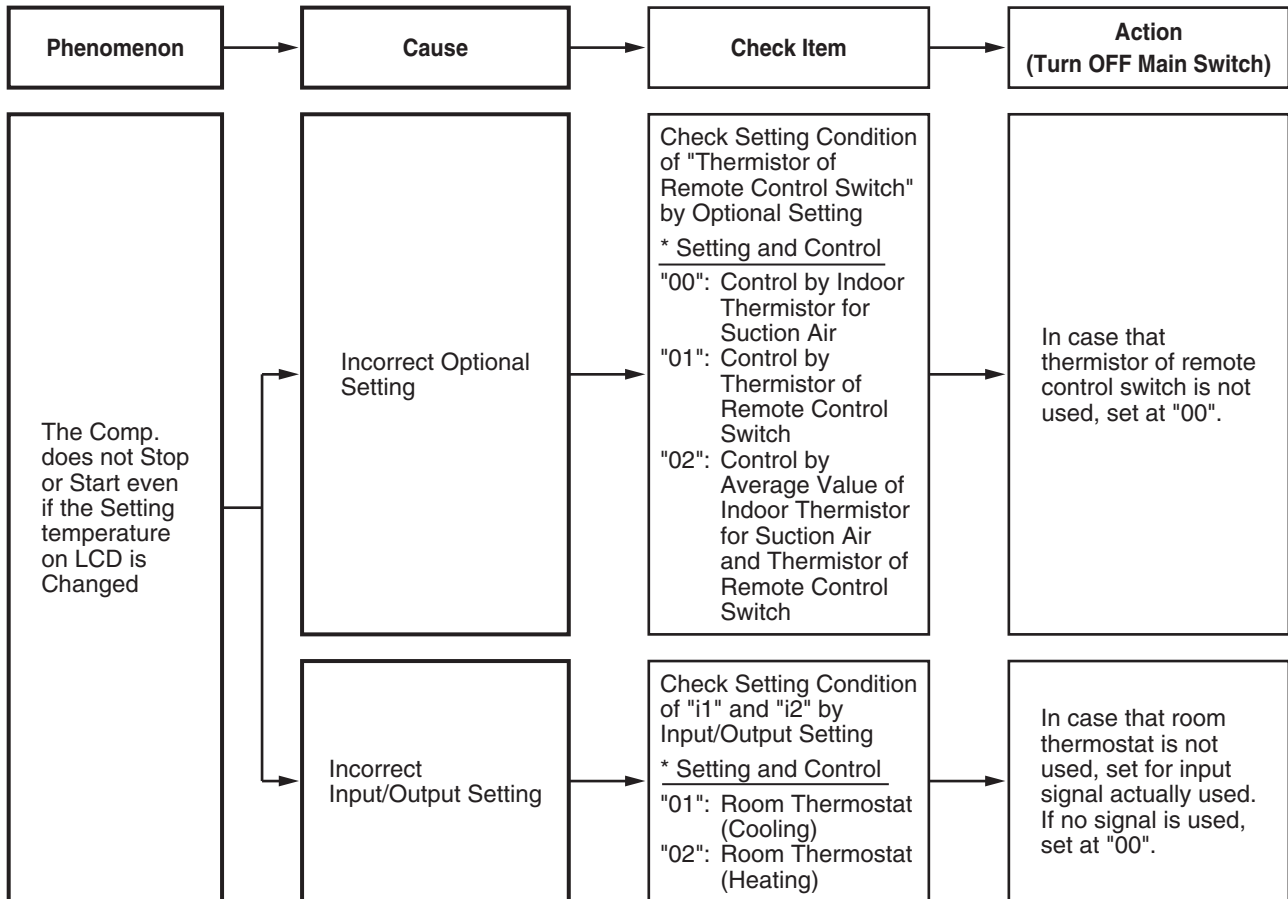 Phenomenon
Cause
Check Item
Action
(Turn OFF Main Switch)
The Comp.
does not Stop
or Start even
if the Setting
temperature
on LCD is
Changed
Incorrect Optional
Setting
Check Setting Condition
of "Thermistor of
Remote Control Switch"
by Optional Setting
* Setting and Control
"00": Control by Indoor
Thermistor for
Suction Air
"01": Control by
Thermistor of
Remote Control
Switch
"02": Control by
Average Value of
Indoor Thermistor
for Suction Air
and Thermistor of
Remote Control
Switch
In case that
thermistor of remote
control switch is not
used, set at "00".
Incorrect
Input/Output Setting
Check Setting Condition
of "i1" and "i2" by
Input/Output Setting
* Setting and Control
"01": Room Thermostat
(Cooling)
"02": Room Thermostat
(Heating)
In case that room
thermostat is not
used, set for input
signal actually used.
If no signal is used,
set at "00".